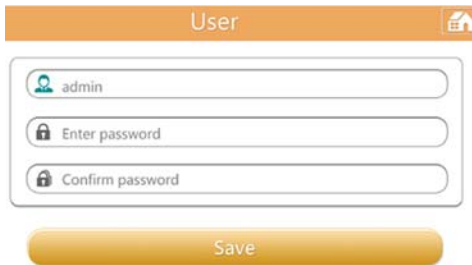 User
admin
Enter password
Confirm password
Save